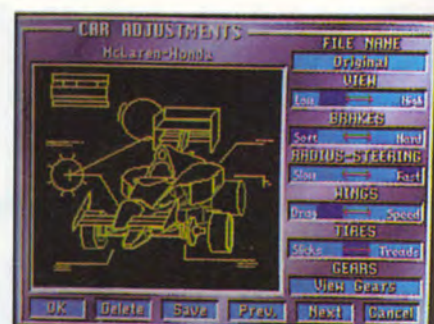 CAR ADJUSTMENTS
McLaren-Honda
FILE NAME
Original
VIEW
Low High
BRAKES
Soft Hard
RADIUS-STEERING
Slow Fast
WINGS
Drag Speed
TIRES
Slicks Treads
GEARS
View Gears
OK Delete Save Prev. Next Cancel